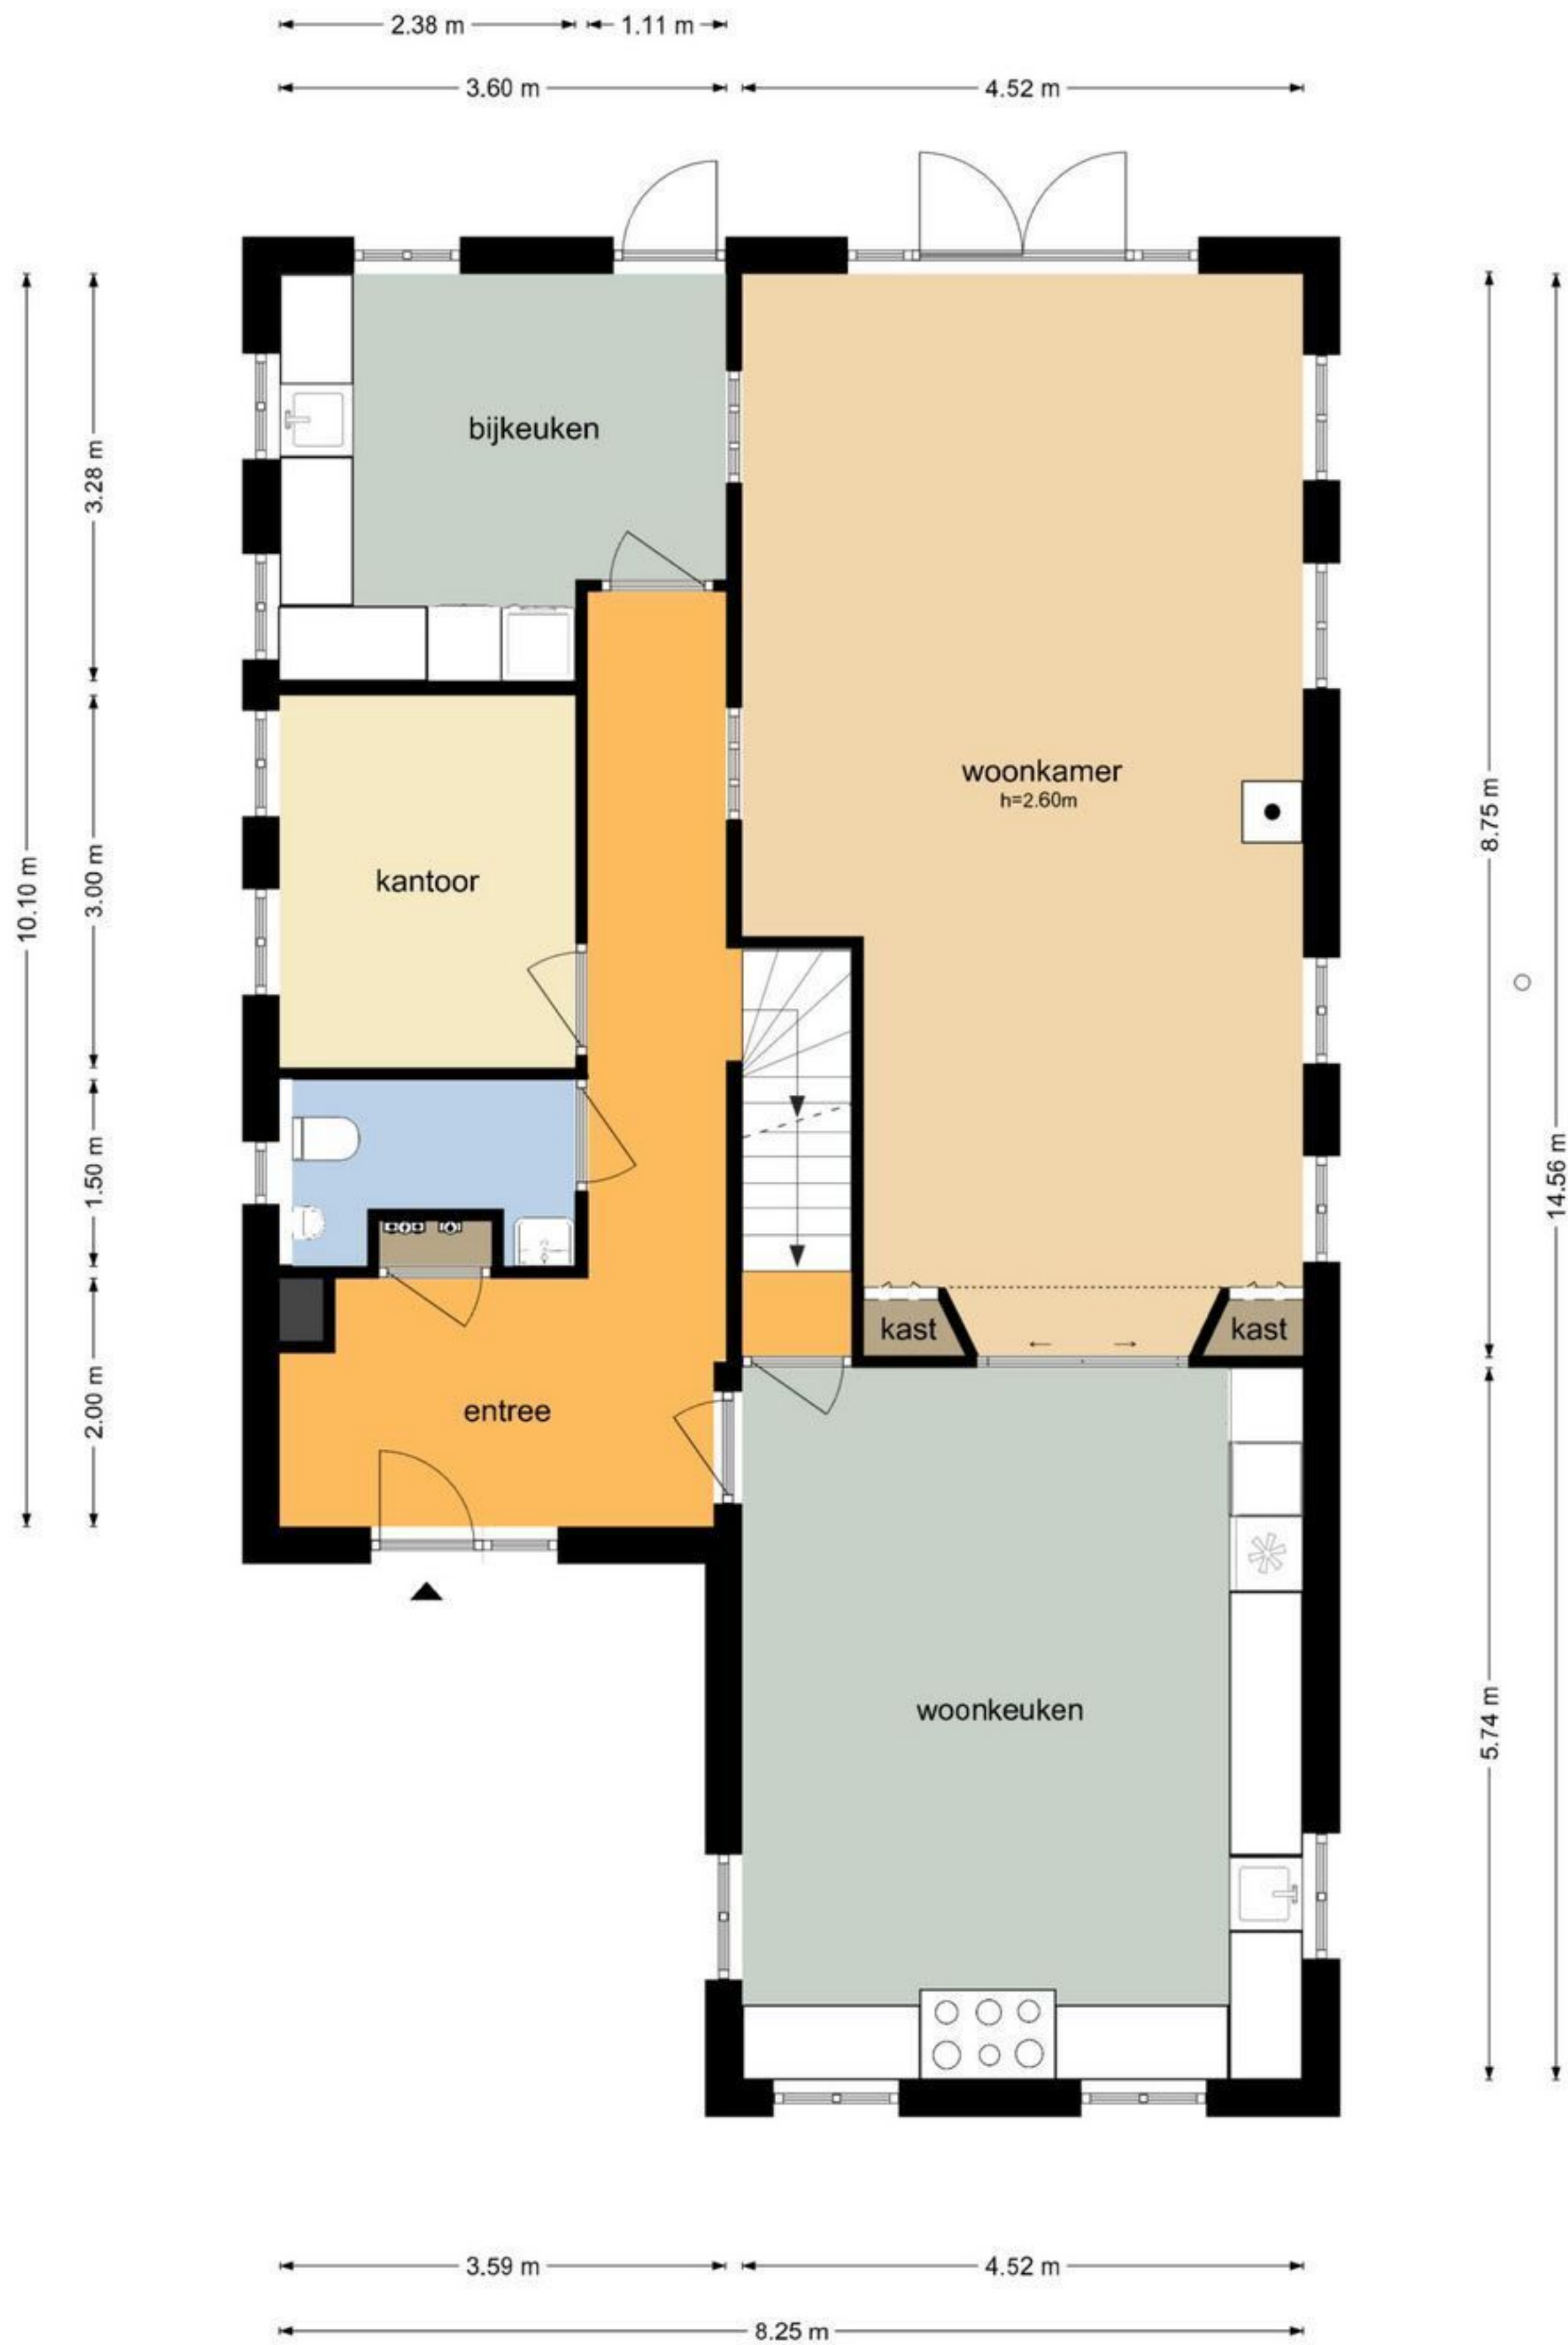 2.38 m
1.11 m
3.60 m
4.52 m
bijkeuken
3.28 m
woonkamer
h=2.60m
8.75 m
kantoor
3.00 m
10.10 m
1.50 m
14.56 m
kast
kast
2.00 m
entree
woonkeuken
5.74 m
3.59 m
4.52 m
8.25 m